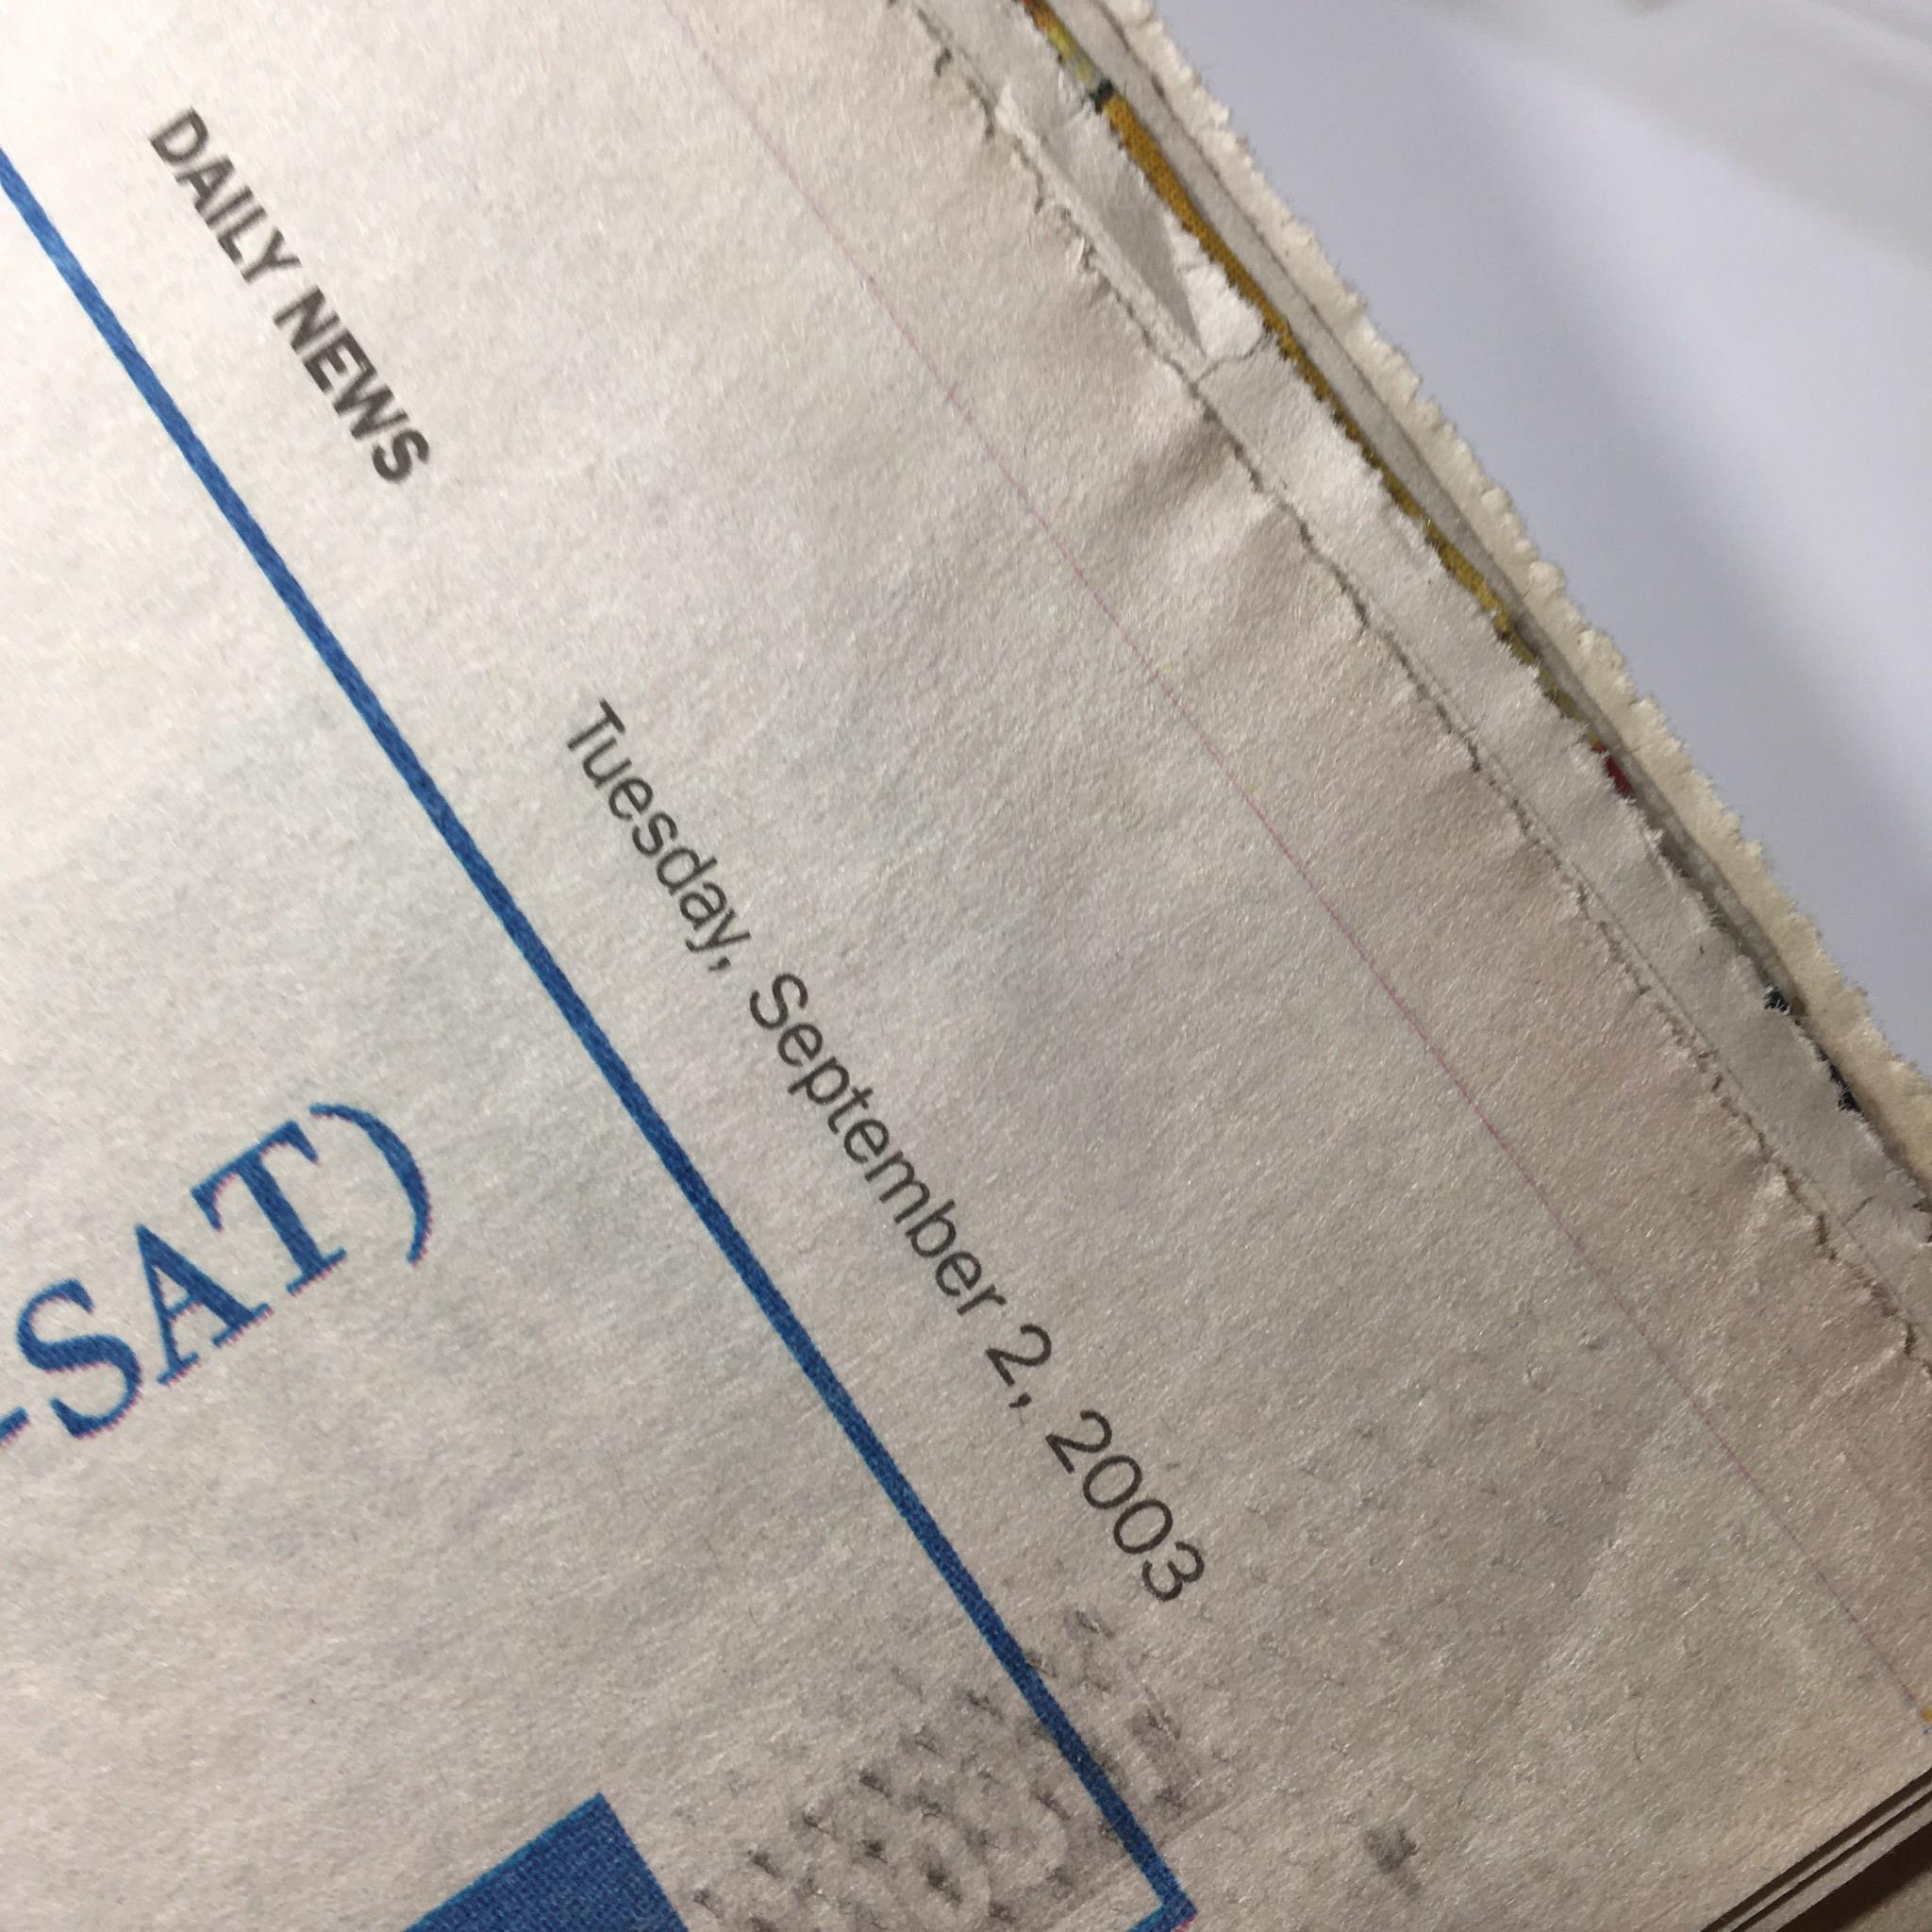 DAILY NEWS
Tuesday, September 2, 2003
-SAT)